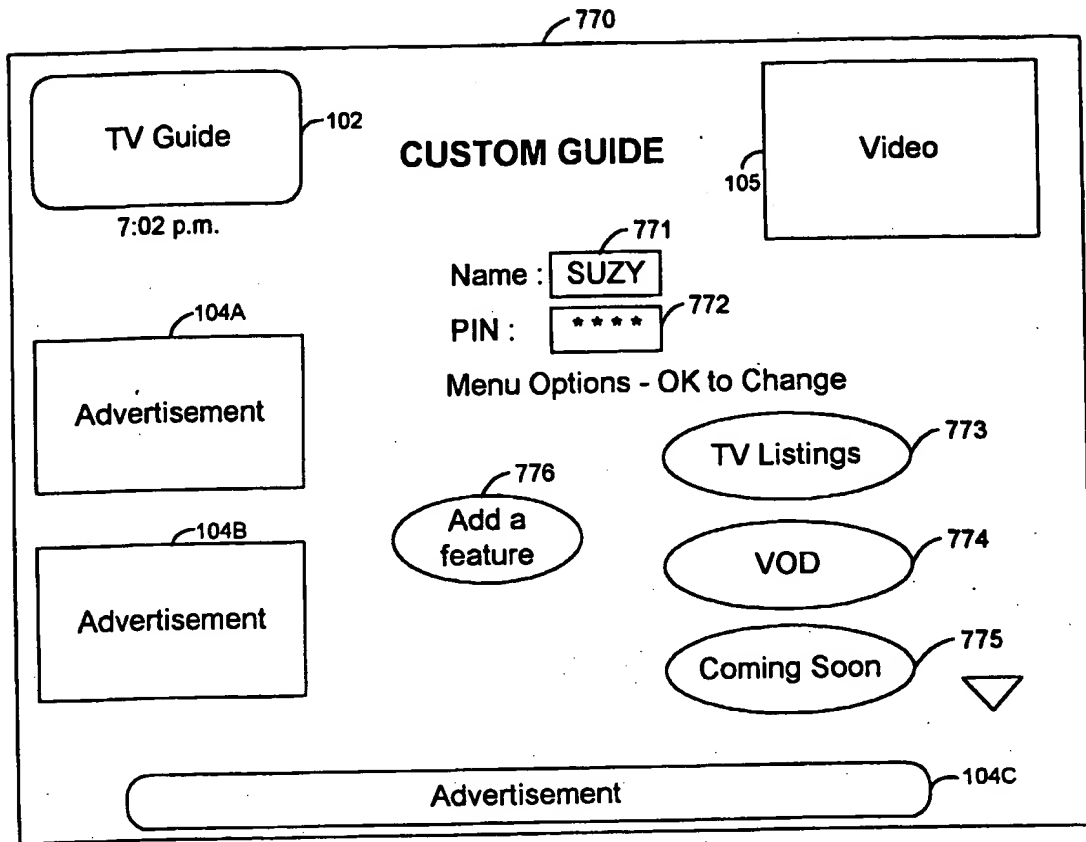 770
TV Guide
102
CUSTOM GUIDE
Video
105
7:02 p.m.
771
Name : SUZY
PIN : * * * *
772
Menu Options - OK to Change
104A
Advertisement
TV Listings
773
776
Add a
feature
104B
Advertisement
VOD
774
Coming Soon
775
Advertisement
104C